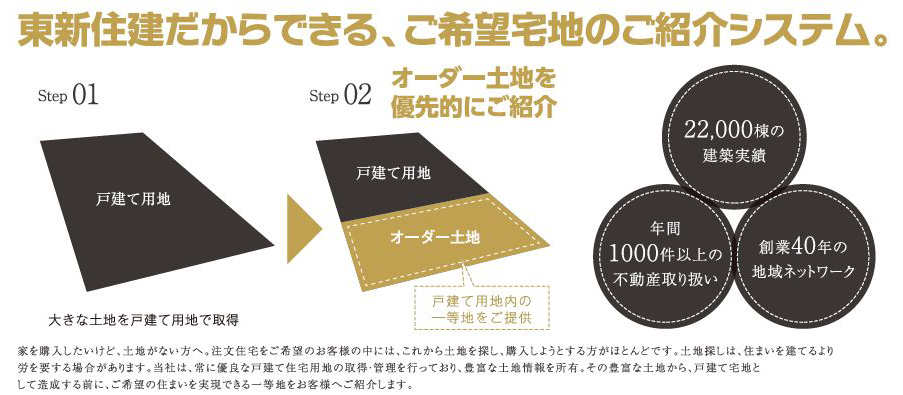 東新住建だからできる、ご希望宅地のご紹介システム。
Step 01
戸建て用地
大きな土地を戸建て用地で取得
Step 02
オーダー土地を
優先的にご紹介
戸建て用地
オーダー土地
戸建て用地内の
一等地をご提供
22,000棟の
建築実績
年間
1000件以上の
不動産取り扱い
創業40年の
地域ネットワーク
家を購入したいけど、土地がない方へ。注文住宅をご希望のお客様の中には、これから土地を探し、購入しようとする方がほとんどです。土地探しは、住まいを建てるより
労を要する場合があります。当社は、常に優良な戸建て住宅用地の取得・管理を行っており、豊富な土地情報を所有。その豊富な土地から、戸建て宅地と
して造成する前に、ご希望の住まいを実現できる一等地をお客様へご紹介します。